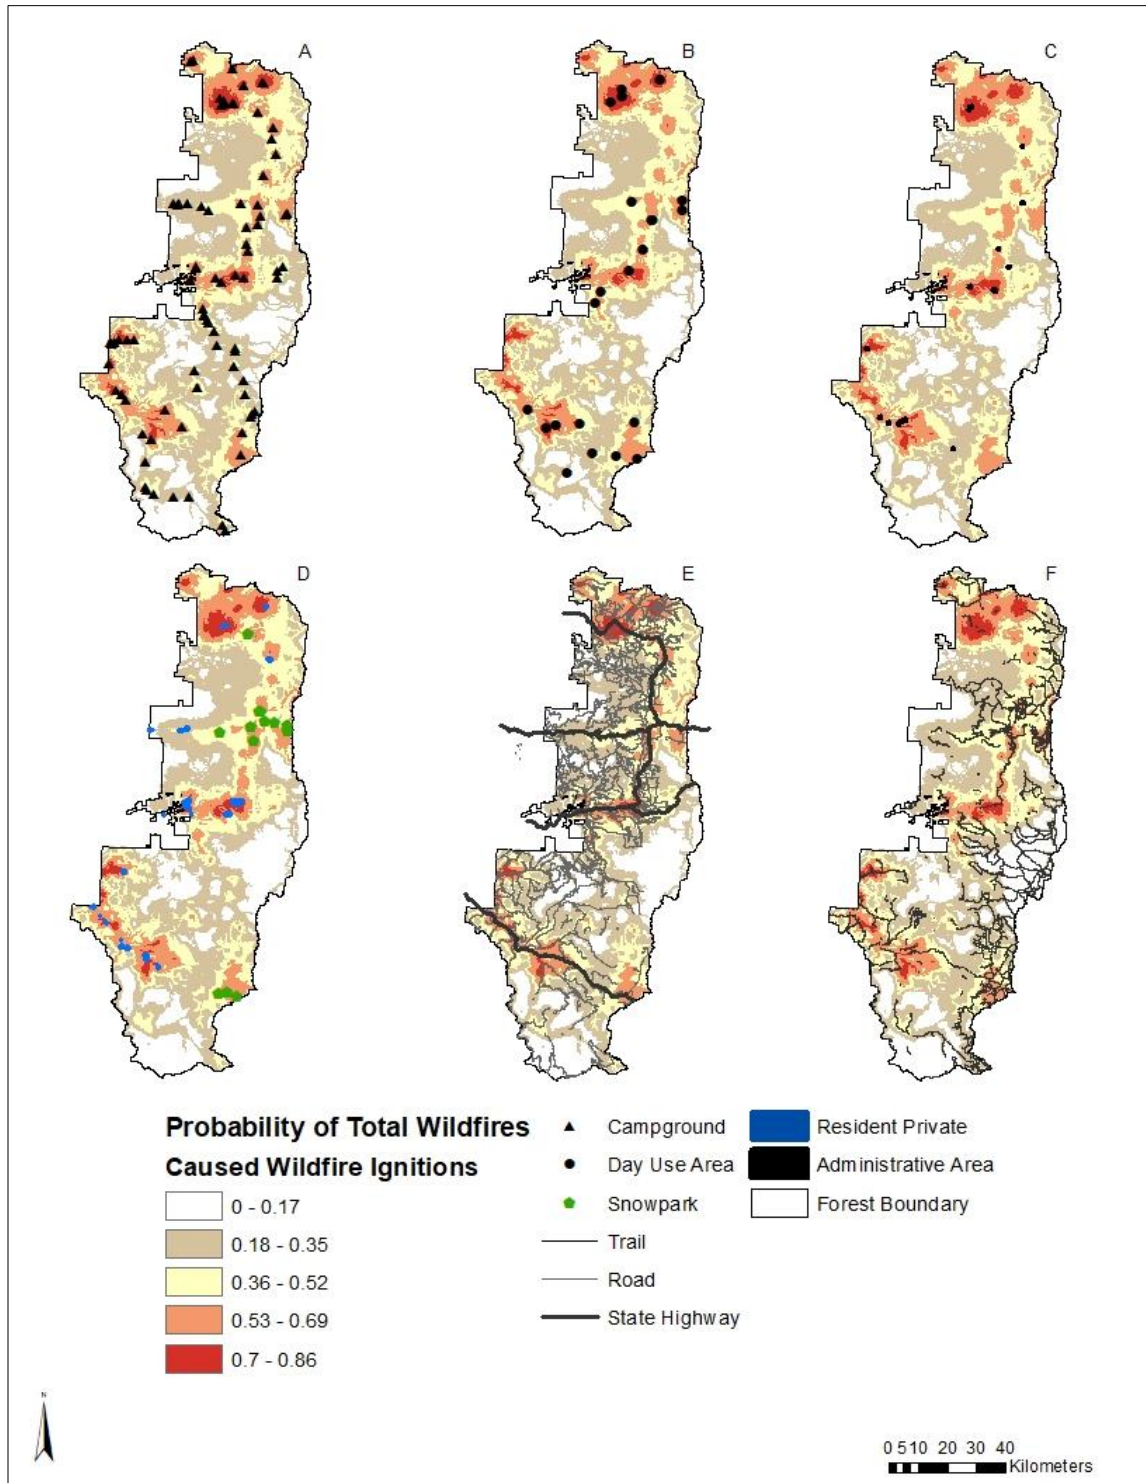 A
B
C
D
E
F
Probability of Total Wildfires
Caused Wildfire Ignitions
0 - 0.17
0.18 - 0.35
0.36 - 0.52
0.53 - 0.69
0.7 - 0.86
Campground
Day Use Area
Snowpark
Trail
Road
State Highway
Resident Private
Administrative Area
Forest Boundary
N
0 5 10 20 30 40
Kilometers